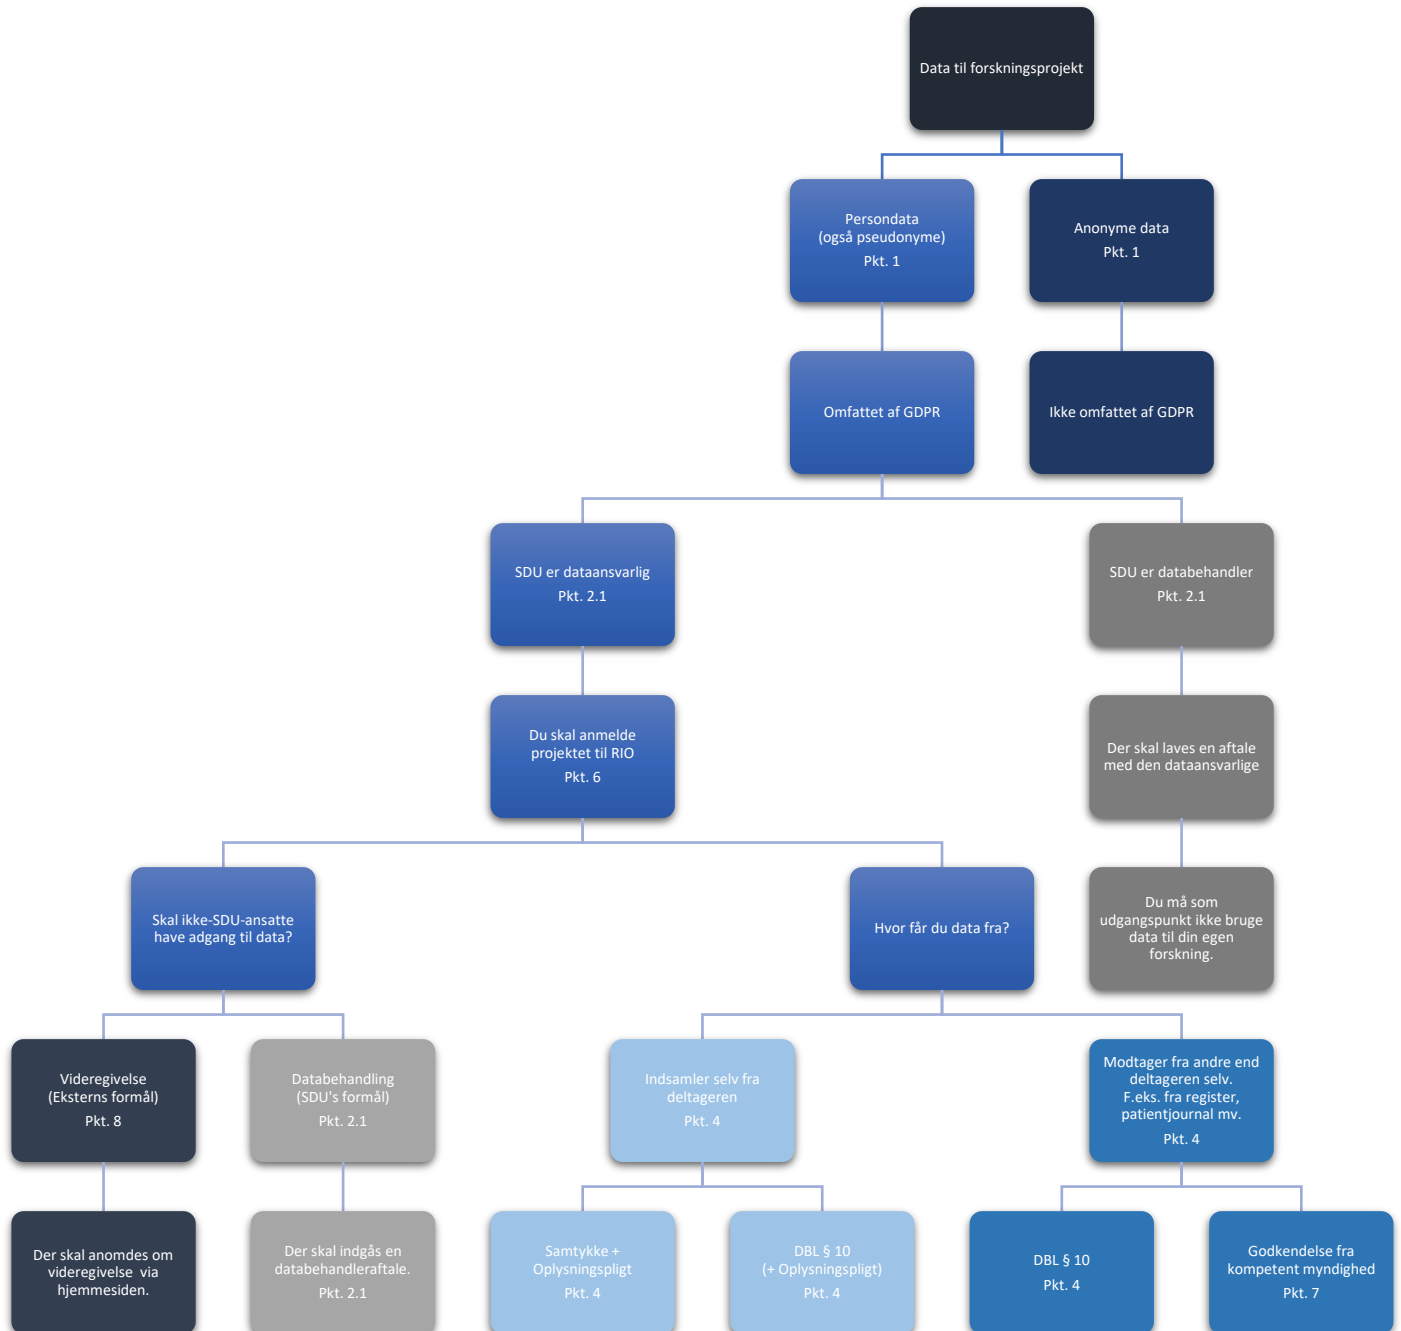 Data til forskningsprojekt
Persondata
(også pseudonyme)
Pkt. 1
Anonyme data
Pkt. 1
Omfattet af GDPR
Ikke omfattet af GDPR
SDU er dataansvarlig
Pkt. 2.1
SDU er databehandler
Pkt. 2.1
Du skal anmelde
projektet til RIO
Pkt. 6
Der skal laves en aftale
med den dataansvarlige
Skal ikke-SDU-ansatte
have adgang til data?
Hvor får du data fra?
Du må som
udgangspunkt ikke bruge
data til din egen
forskning.
Videregivelse
(Eksterns formål)
Pkt. 8
Databehandling
(SDU's formål)
Pkt. 2.1
Indsamler selv fra
deltageren
Pkt. 4
Modtager fra andre end
deltageren selv.
F.eks. fra register,
patientjournal mv.
Pkt. 4
Der skal anomdes om
videregivelse via
hjemmesiden.
Der skal indgås en
databehandleraftale.
Pkt. 2.1
Samtykke +
Oplysningspligt
Pkt. 4
DBL § 10
(+ Oplysningspligt)
Pkt. 4
DBL § 10
Pkt. 4
Godkendelse fra
kompetent myndighed
Pkt. 7